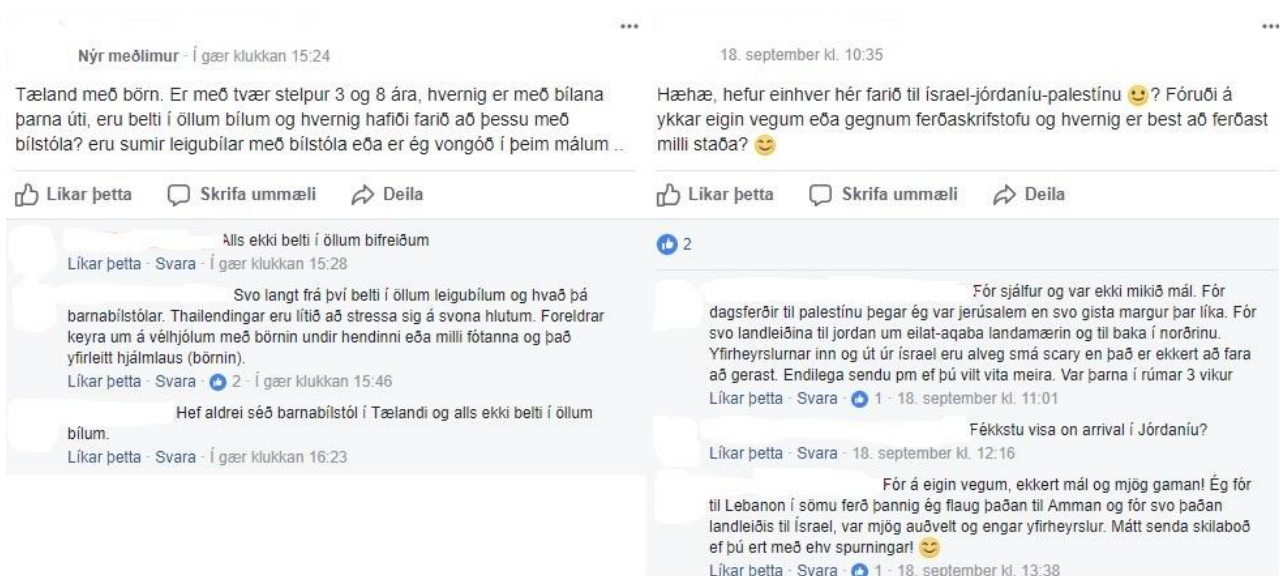 Nýr meðlimur · Í gær klukkan 15:24
Tæland með börn. Er með tvær stelpur 3 og 8 ára, hvernig er með bílana
þarna úti, eru belti í öllum bílum og hvernig hafiði farið að þessu með
bílstóla? eru sumir leigubílar með bílstóla eða er ég vongóð í þeim málum ..
Líkar þetta Skrifa ummæli Deila
Alls ekki belti í öllum bifreiðum
Líkar þetta · Svara · Í gær klukkan 15:28
Svo langt frá því belti í öllum leigubílum og hvað þá
barnabílstólar. Thailendingar eru lítið að stressa sig á svona hlutum. Foreldrar
keyra um á vélhjólum með börnin undir hendinni eða milli fótanna og það
yfirleitt hjálmlaus (börnin).
Líkar þetta · Svara · 2 · Í gær klukkan 15:46
Hef aldrei séð barnabílstól í Tælandi og alls ekki belti í öllum
bílum.
Líkar þetta · Svara · Í gær klukkan 16:23
18. september kl. 10:35
Hæhæ, hefur einhver hér farið til ísrael-jórdaníu-palestínu 😉? Fóruði á
ykkar eigin vegum eða gegnum ferðaskrifstofu og hvernig er best að ferðast
milli staða? 😊
Líkar þetta Skrifa ummæli Deila
2
Fór sjálfur og var ekki mikið mál. Fór
dagsferðir til palestínu þegar ég var jerúsalem en svo gista margur þar líka. Fór
svo landleiðina til jordan um eilat-aqaba landamærin og til baka í norðrinu.
Yfirheyrslurnar inn og út úr ísrael eru alveg smá scary en það er ekkert að fara
að gerast. Endilega sendu pm ef þú vilt vita meira. Var þarna í rúmar 3 vikur
Líkar þetta · Svara · 1 · 18. september kl. 11:01
Fékkstu visa on arrival í Jórdaníu?
Líkar þetta · Svara · 18. september kl. 12:16
Fór á eigin vegum, ekkert mál og mjög gaman! Ég fór
til Lebanon í sömu ferð þannig ég flaug þaðan til Amman og fór svo þaðan
landleiðis til Ísrael, var mjög auðvelt og engar yfirheyrslur. Mátt senda skilaboð
ef þú ert með ehv spurningar! 😊
Líkar þetta · Svara · 1 · 18. september kl. 13:38